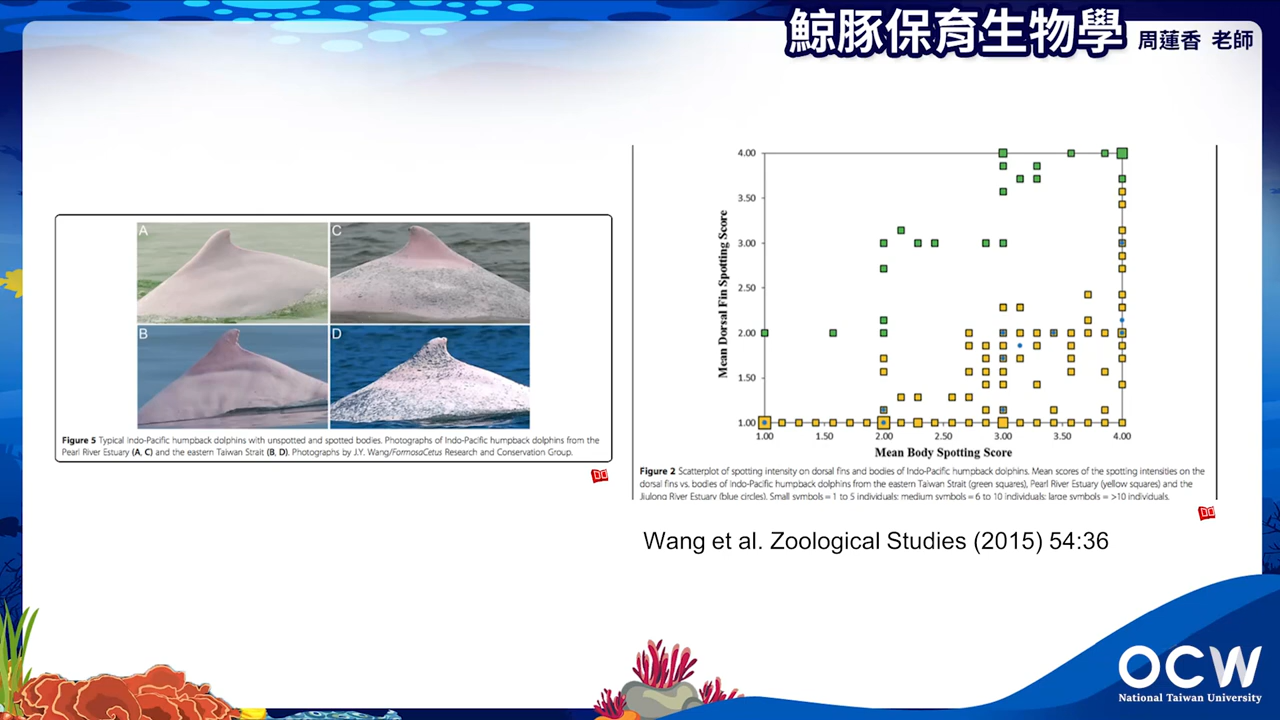 鯨豚保育生物學 周蓮香 老師
A
C
B
D
Figure 5 Typical Indo-Pacific humpback dolphins with unspotted and spotted bodies. Photographs of Indo-Pacific humpback dolphins from the
Pearl River Estuary (A, C) and the eastern Taiwan Strait (B, D). Photographs by J.Y. Wang/FormosaCetus Research and Conservation Group.
Mean Dorsal Fin Spotting Score
4.00
3.50
3.00
2.50
2.00
1.50
1.00
1.00 1.50 2.00 2.50 3.00 3.50 4.00
Mean Body Spotting Score
Figure 2 Scatterplot of spotting intensity on dorsal fins and bodies of Indo-Pacific humpback dolphins. Mean scores of the spotting intensities on the
dorsal fins vs. bodies of Indo-Pacific humpback dolphins from the eastern Taiwan Strait (green squares), Pearl River Estuary (yellow squares) and the
Jiulong River Estuary (blue circles). Small symbols = 1 to 5 individuals; medium symbols = 6 to 10 individuals; large symbols = >10 individuals.
Wang et al. Zoological Studies (2015) 54:36
OCW
National Taiwan University